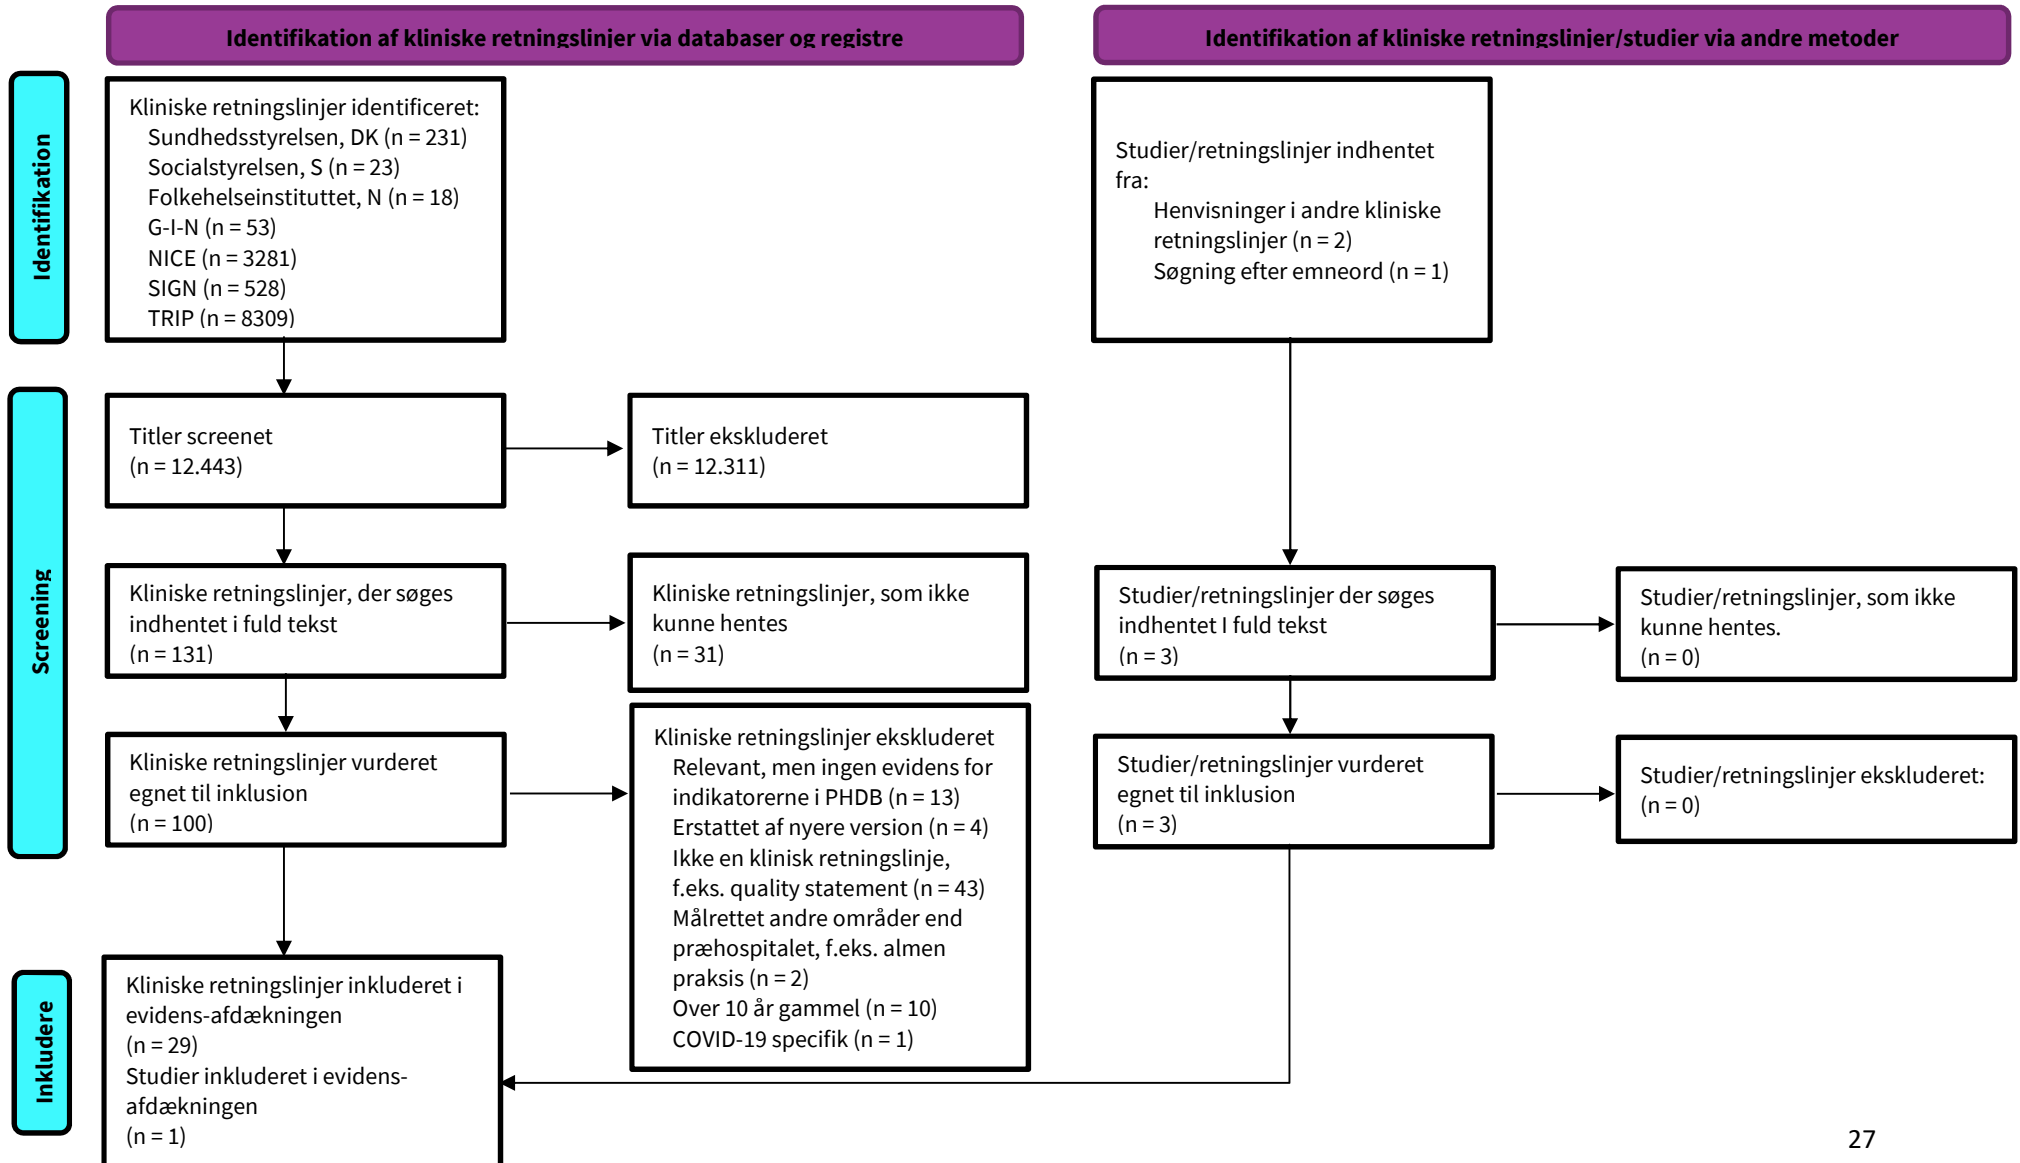 Identifikation af kliniske retningslinjer via databaser og registre
Identifikation af kliniske retningslinjer/studier via andre metoder
Identifikation
Kliniske retningslinjer identificeret:
Sundhedsstyrelsen, DK (n = 231)
Socialstyrelsen, S (n = 23)
Folkehelseinstituttet, N (n = 18)
G-I-N (n = 53)
NICE (n = 3281)
SIGN (n = 528)
TRIP (n = 8309)
Studier/retningslinjer indhentet
fra:
Henvisninger i andre kliniske
retningslinjer (n = 2)
Søgning efter emneord (n = 1)
Screening
Titler screenet
(n = 12.443)
Titler ekskluderet
(n = 12.311)
Kliniske retningslinjer, der søges
indhentet i fuld tekst
(n = 131)
Kliniske retningslinjer, som ikke
kunne hentes
(n = 31)
Studier/retningslinjer der søges
indhentet I fuld tekst
(n = 3)
Studier/retningslinjer, som ikke
kunne hentes.
(n = 0)
Kliniske retningslinjer vurderet
egnet til inklusion
(n = 100)
Kliniske retningslinjer ekskluderet
Relevant, men ingen evidens for
indikatorerne i PHDB (n = 13)
Erstattet af nyere version (n = 4)
Ikke en klinisk retningslinje,
f.eks. quality statement (n = 43)
Målrettet andre områder end
præhospitalet, f.eks. almen
praksis (n = 2)
Over 10 år gammel (n = 10)
COVID-19 specifik (n = 1)
Studier/retningslinjer vurderet
egnet til inklusion
(n = 3)
Studier/retningslinjer ekskluderet:
(n = 0)
Inkludere
Kliniske retningslinjer inkluderet i
evidens-afdækningen
(n = 29)
Studier inkluderet i evidens-
afdækningen
(n = 1)
27